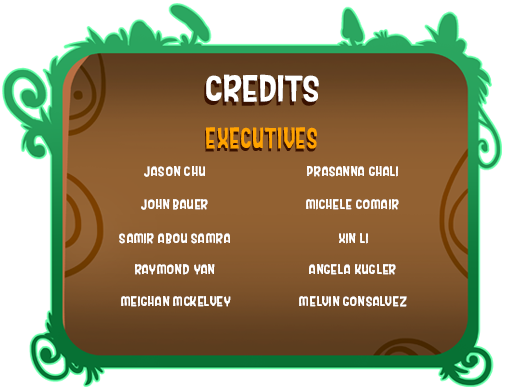 CREDITS
EXECUTIVES
JASON CHU PRASANNA GHALI
JOHN BAUER MICHELE COMAIR
SAMIR ABOU SAMRA XIN LI
RAYMOND YAN ANGELA KUGLER
MEIGHAN MCKELVEY MELVIN GONSALVEZ